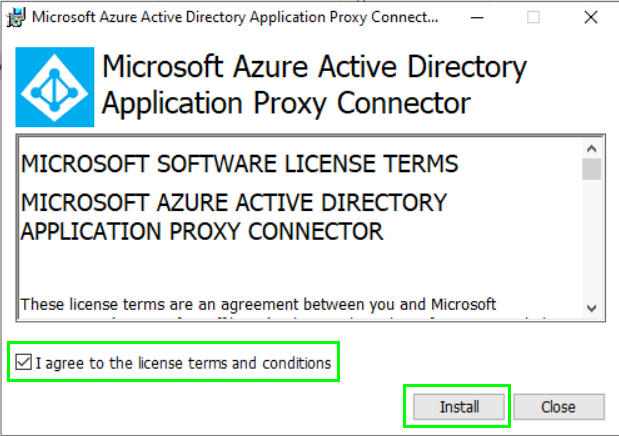 Microsoft Azure Active Directory Application Proxy Connect...
Microsoft Azure Active Directory
Application Proxy Connector
MICROSOFT SOFTWARE LICENSE TERMS
MICROSOFT AZURE ACTIVE DIRECTORY
APPLICATION PROXY CONNECTOR
These license terms are an agreement between you and Microsoft
I agree to the license terms and conditions
Install
Close